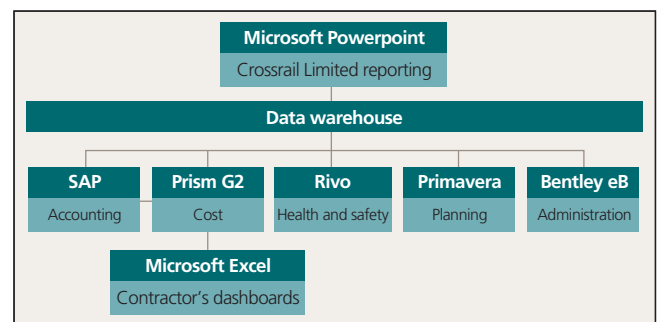 Microsoft Powerpoint
Crossrail Limited reporting
Data warehouse
SAP
Accounting
Prism G2
Cost
Rivo
Health and safety
Primavera
Planning
Bentley eB
Administration
Microsoft Excel
Contractor's dashboards